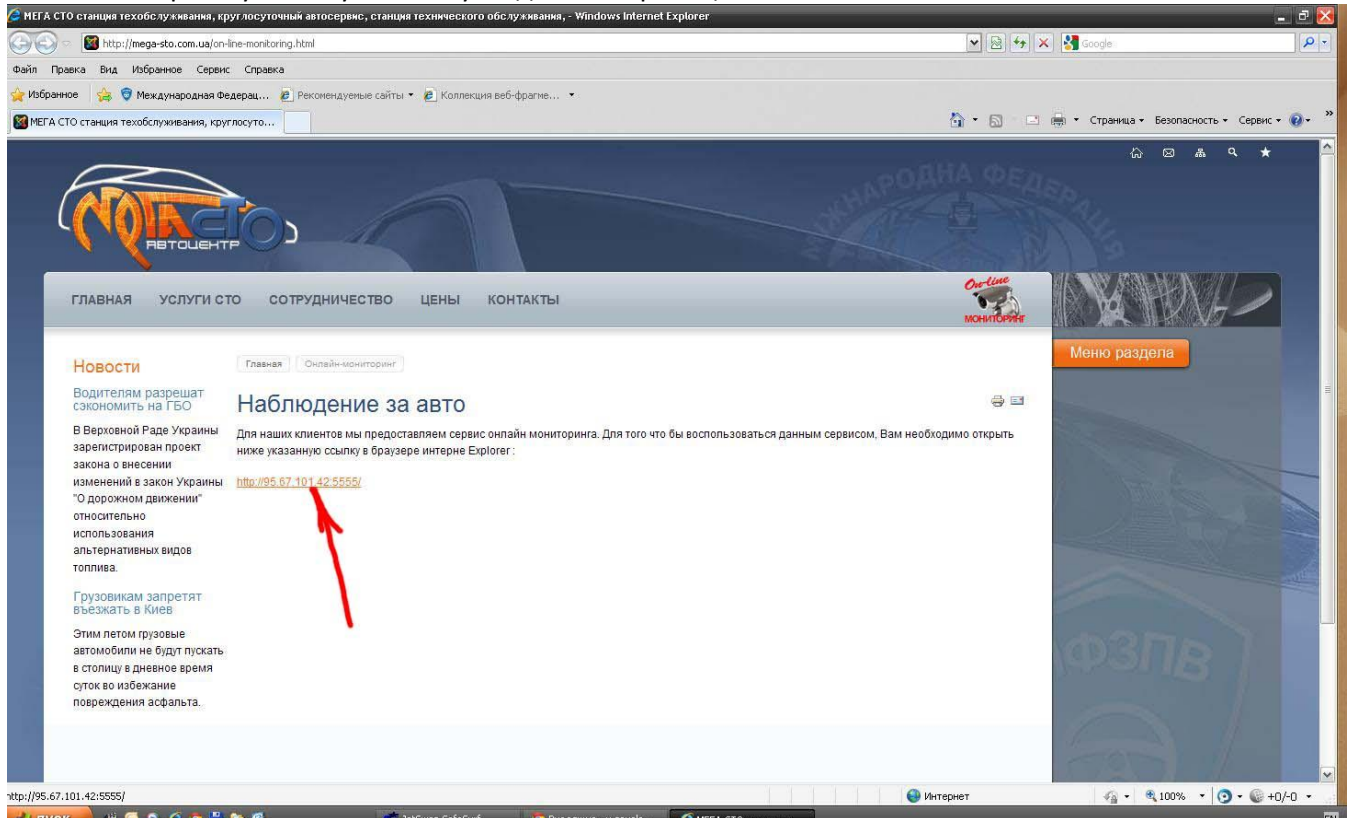 МЕГА СТО станция техобслуживания, круглосуточный автосервис, станция технического обслуживания, - Windows Internet Explorer
http://mega-sto.com.ua/on-line-monitoring.html
Google
Файл Правка Вид Избранное Сервис Справка
Избранное Международная Федерац... Рекомендуемые сайты Коллекция веб-фрагме...
МЕГА СТО станция техобслуживания, круглосуто...
Страница Безопасность Сервис »
АВТОЦЕНТР
On-line
МОНИТОРИНГ
ГЛАВНАЯ УСЛУГИ СТО СОТРУДНИЧЕСТВО ЦЕНЫ КОНТАКТЫ
Меню раздела
Новости
Водителям разрешат
сэкономить на ГБО
В Верховной Раде Украины
зарегистрирован проект
закона о внесении
изменений в закон Украины
"О дорожном движении"
относительно
использования
альтернативных видов
топлива.
Грузовикам запретят
въезжать в Киев
Этим летом грузовые
автомобили не будут пускать
в столицу в дневное время
суток во избежание
повреждения асфальта.
Главная Онлайн-мониторинг
Наблюдение за авто
Для наших клиентов мы предоставляем сервис онлайн мониторинга. Для того что бы воспользоваться данным сервисом, Вам необходимо открыть
ниже указанную ссылку в браузере интерне Explorer :
http://95.67.101.42:5555/
ФЗПВ
http://95.67.101.42:5555/
Интернет
100%
+0/-0